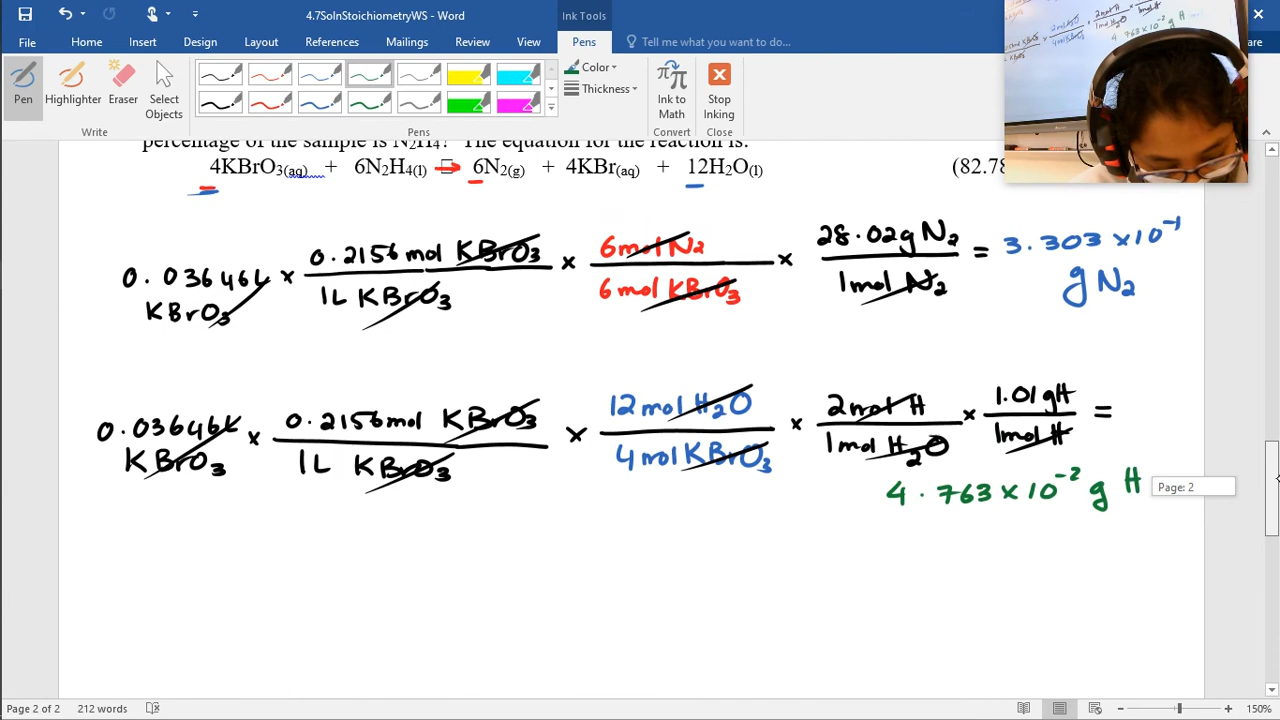 4.7SolnStoichiometryWS - Word
Ink Tools
File Home Insert Design Layout References Mailings Review View Pens Tell me what you want to do...
Pen Highlighter Eraser Select Objects
Color
Thickness
Ink to Math
Stop Inking
Write Pens Convert Close
percentage of the sample is N2H4? The equation for the reaction is:
4KBrO3(aq) + 6N2H4(l) → 6N2(g) + 4KBr(aq) + 12H2O(l) (82.78
0.03646L KBrO3 × 0.2156 mol KBrO3 / 1L KBrO3 × 6mol N2 / 6 mol KBrO3 × 28.02g N2 / 1mol N2 = 3.303 ×10⁻¹ g N2
0.03646L KBrO3 × 0.2156 mol KBrO3 / 1L KBrO3 × 12 mol H2O / 4 mol KBrO3 × 2mol H / 1mol H2O × 1.01gH / 1mol H =
4.763 × 10⁻² g H
Page: 2
Page 2 of 2 212 words 150%